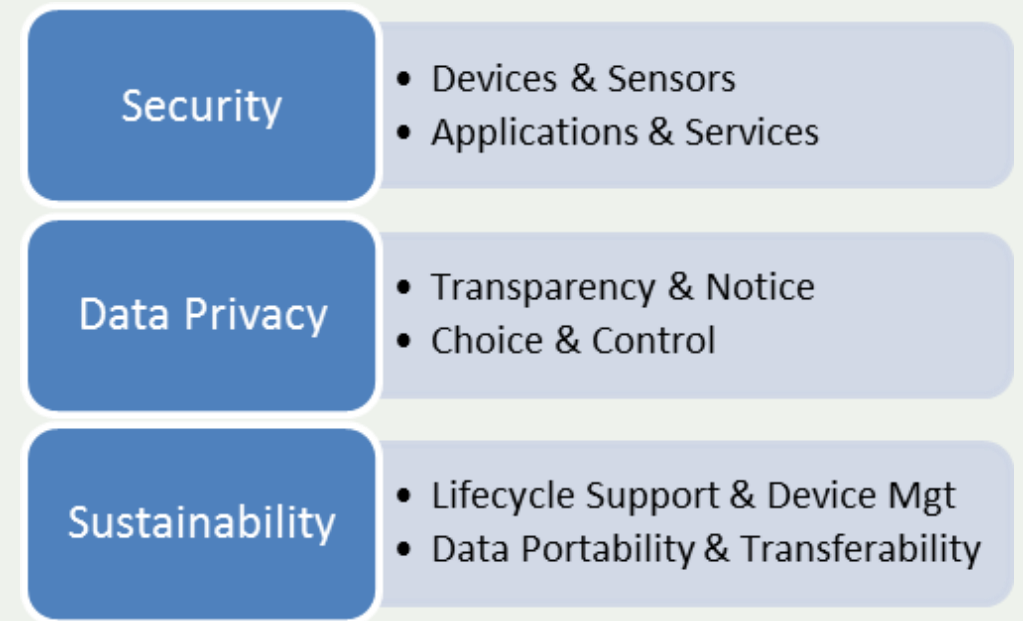 Security
• Devices & Sensors
• Applications & Services
Data Privacy
• Transparency & Notice
• Choice & Control
Sustainability
• Lifecycle Support & Device Mgt
• Data Portability & Transferability